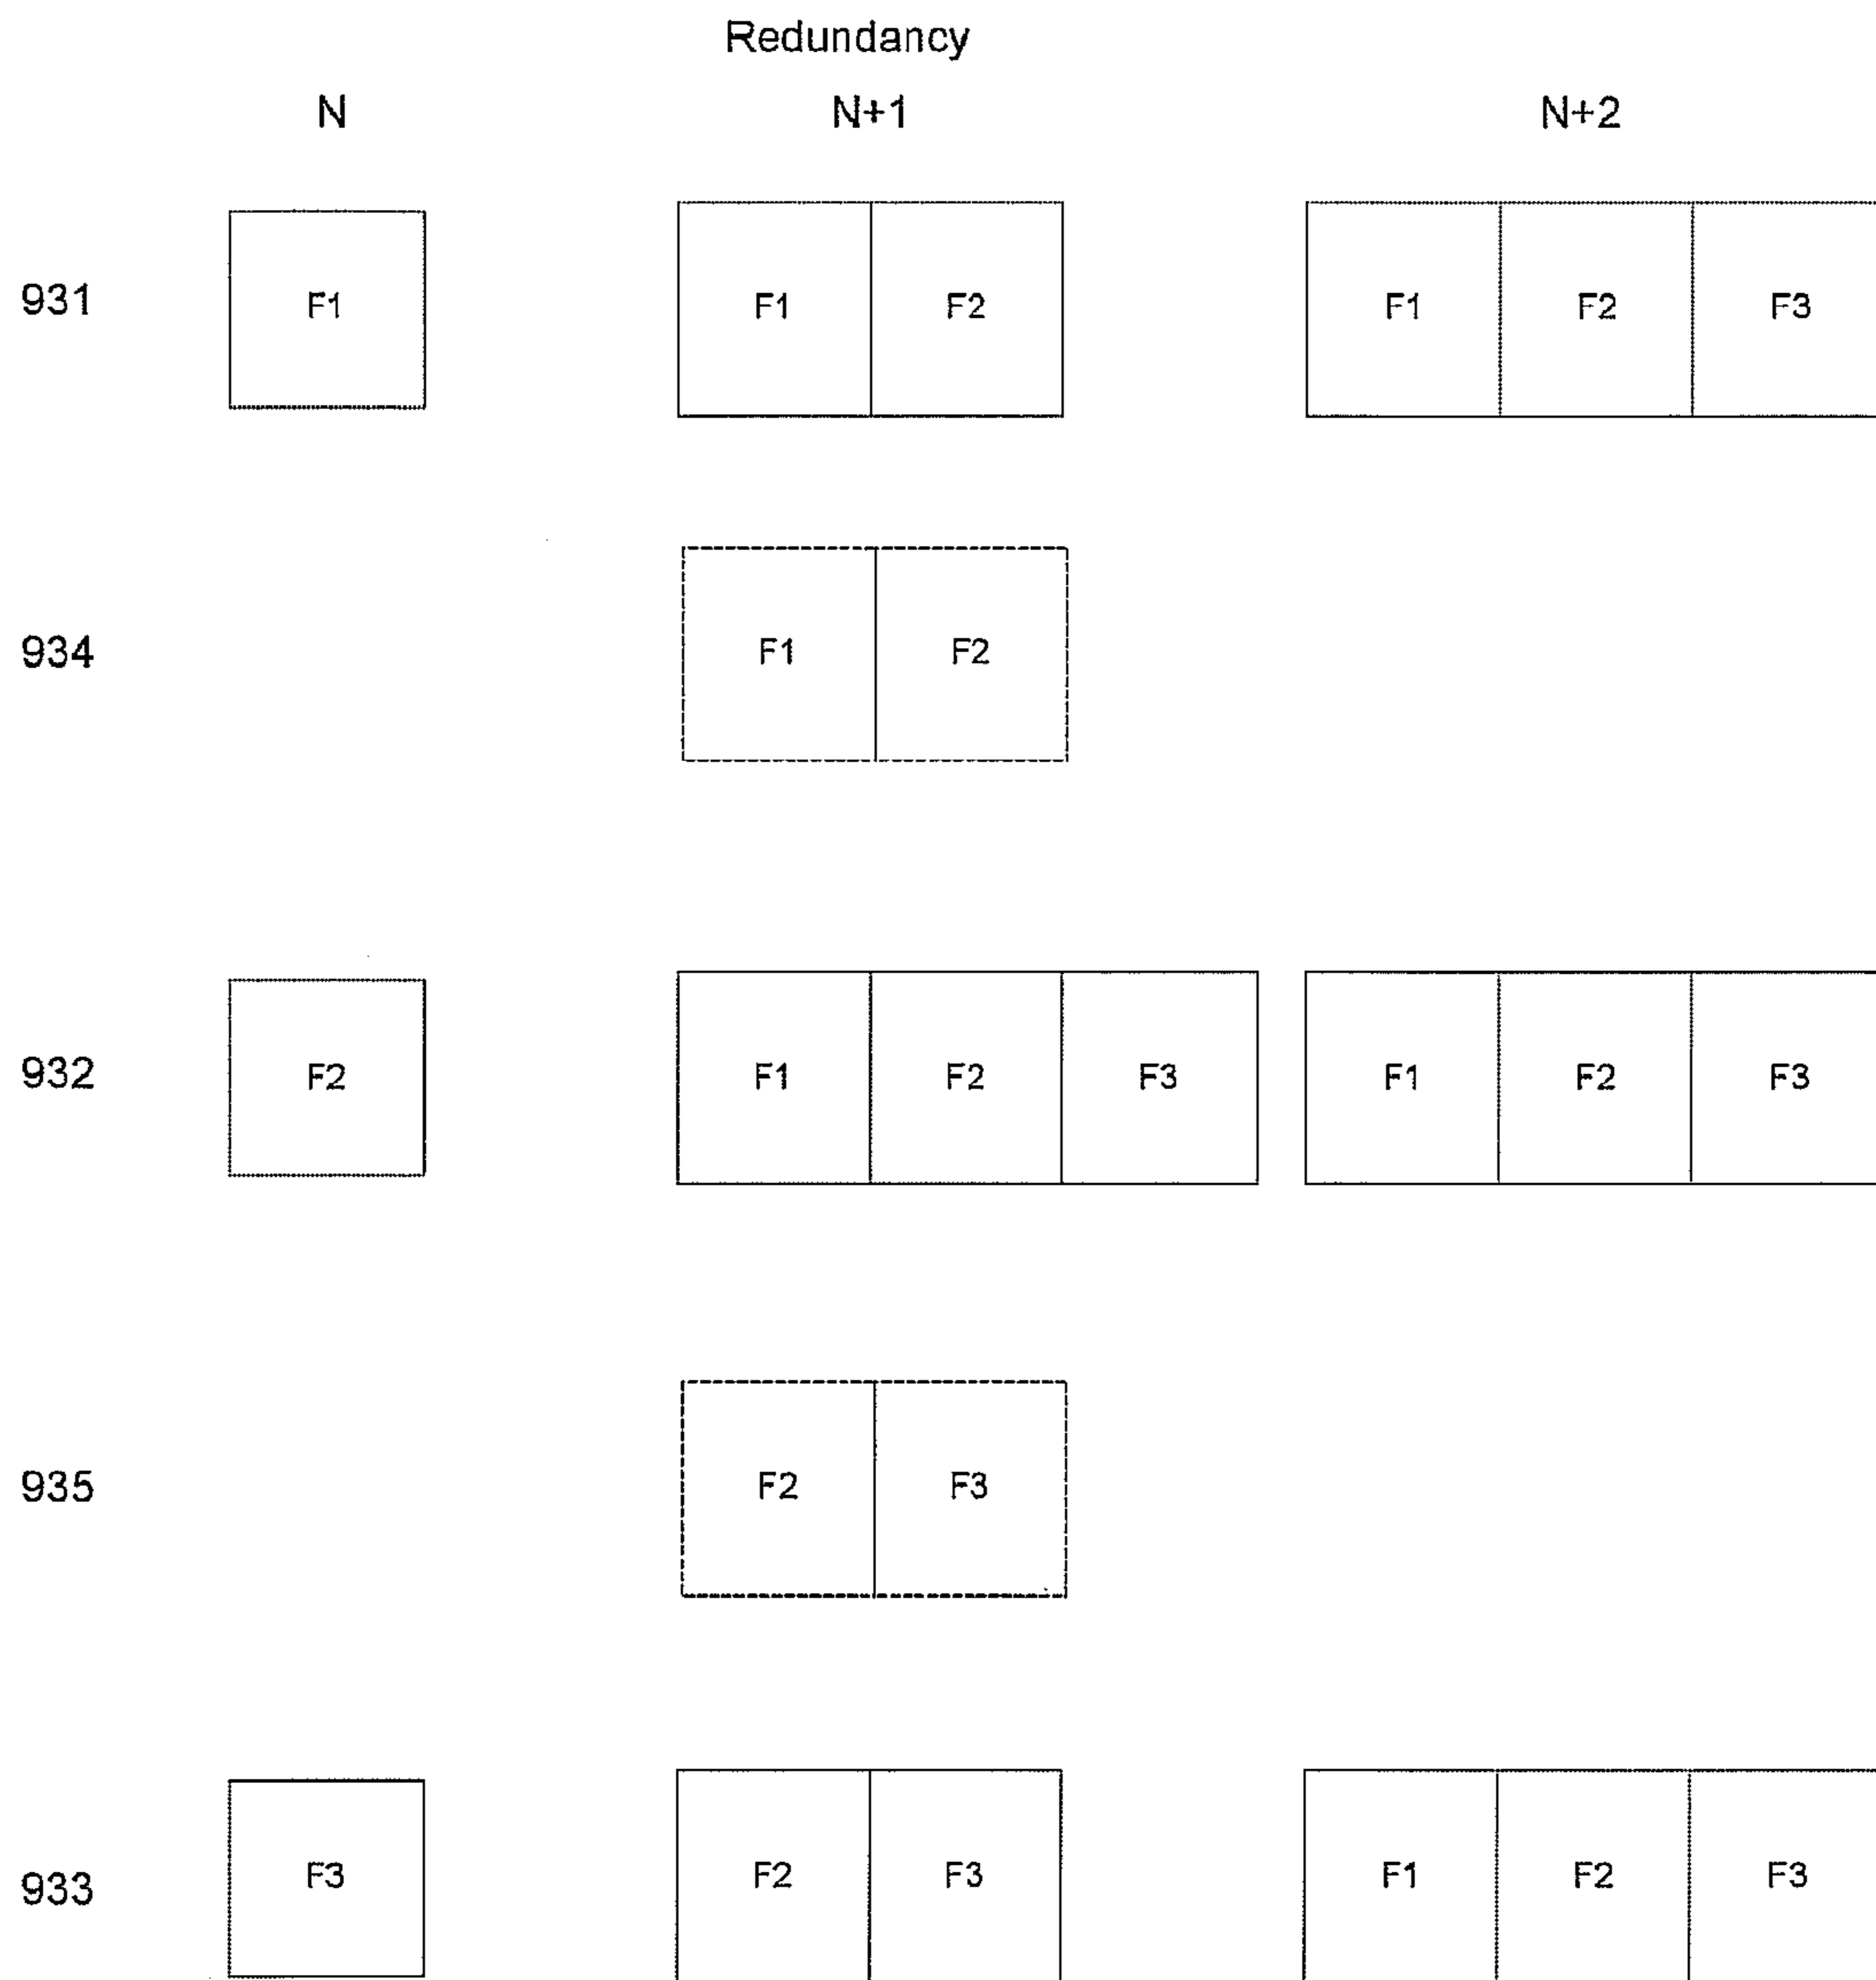 Redundancy
N N+1 N+2
931 F1 F1 F2 F1 F2 F3
934 F1 F2
932 F2 F1 F2 F3 F1 F2 F3
935 F2 F3
933 F3 F2 F3 F1 F2 F3